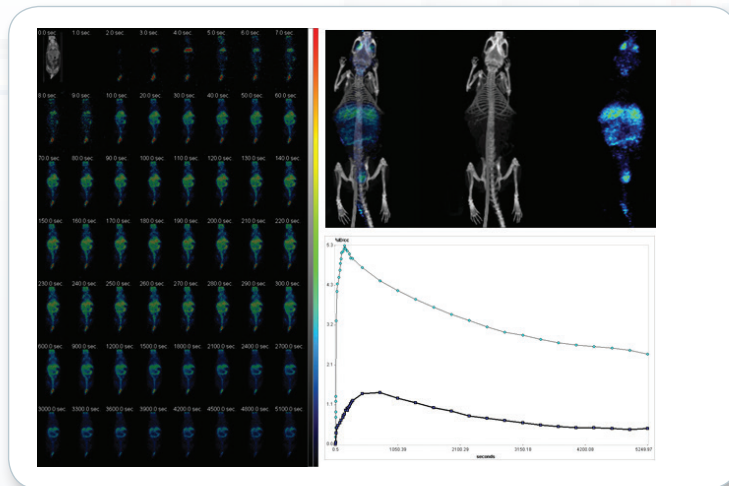 0.0 sec. 1.0 sec. 2.0 sec. 3.0 sec. 4.0 sec. 5.0 sec. 6.0 sec. 7.0 sec.
8.0 sec. 9.0 sec. 10.0 sec. 20.0 sec. 30.0 sec. 40.0 sec. 50.0 sec. 60.0 sec.
70.0 sec. 80.0 sec. 90.0 sec. 100.0 sec. 110.0 sec. 120.0 sec. 130.0 sec. 140.0 sec.
150.0 sec. 160.0 sec. 170.0 sec. 180.0 sec. 190.0 sec. 200.0 sec. 210.0 sec. 220.0 sec.
230.0 sec. 240.0 sec. 250.0 sec. 260.0 sec. 270.0 sec. 280.0 sec. 290.0 sec. 300.0 sec.
600.0 sec. 900.0 sec. 1200.0 sec. 1500.0 sec. 1800.0 sec. 2100.0 sec. 2400.0 sec. 2700.0 sec.
3000.0 sec. 3300.0 sec. 3600.0 sec. 3900.0 sec. 4200.0 sec. 4500.0 sec. 4800.0 sec. 5100.0 sec.
4.3
3.2
2.1
1.1
0.0
0.5 1050.39 2100.28 3150.18 4200.08 5249.97
seconds